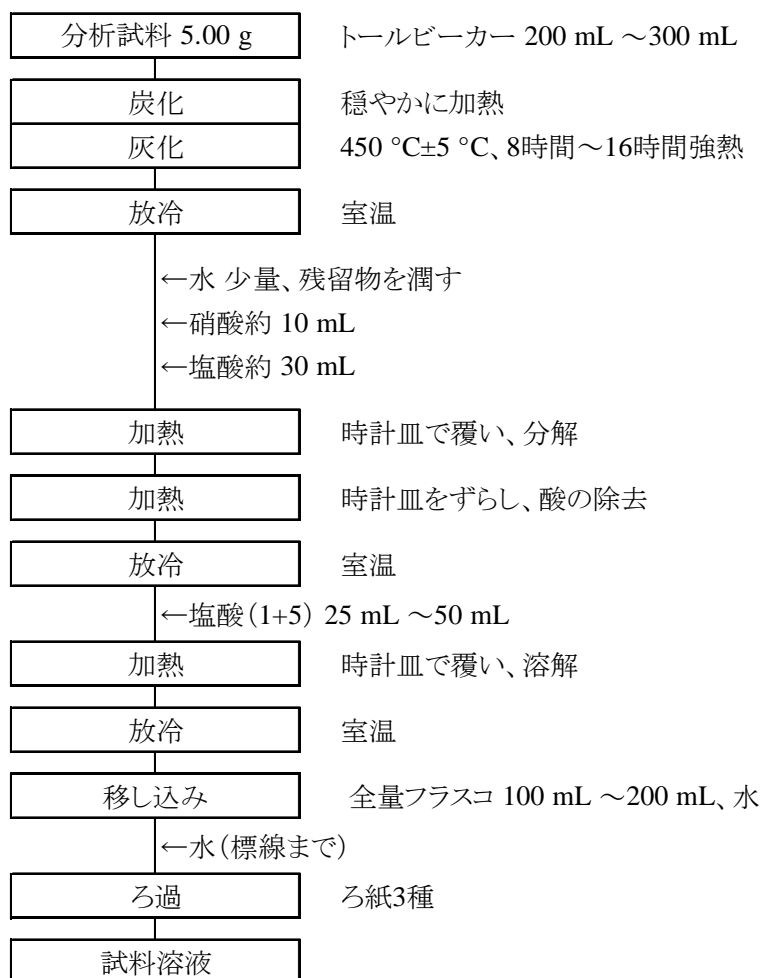 分析試料 5.00 g　トールビーカー 200 mL ～300 mL
炭化　穏やかに加熱
灰化　450 °C±5 °C、8時間～16時間強熱
放冷　室温
←水 少量、残留物を潤す
←硝酸約 10 mL
←塩酸約 30 mL
加熱　時計皿で覆い、分解
加熱　時計皿をずらし、酸の除去
放冷　室温
←塩酸（1+5） 25 mL ～50 mL
加熱　時計皿で覆い、溶解
放冷　室温
移し込み　全量フラスコ 100 mL ～200 mL、水
←水（標線まで）
ろ過　ろ紙3種
試料溶液